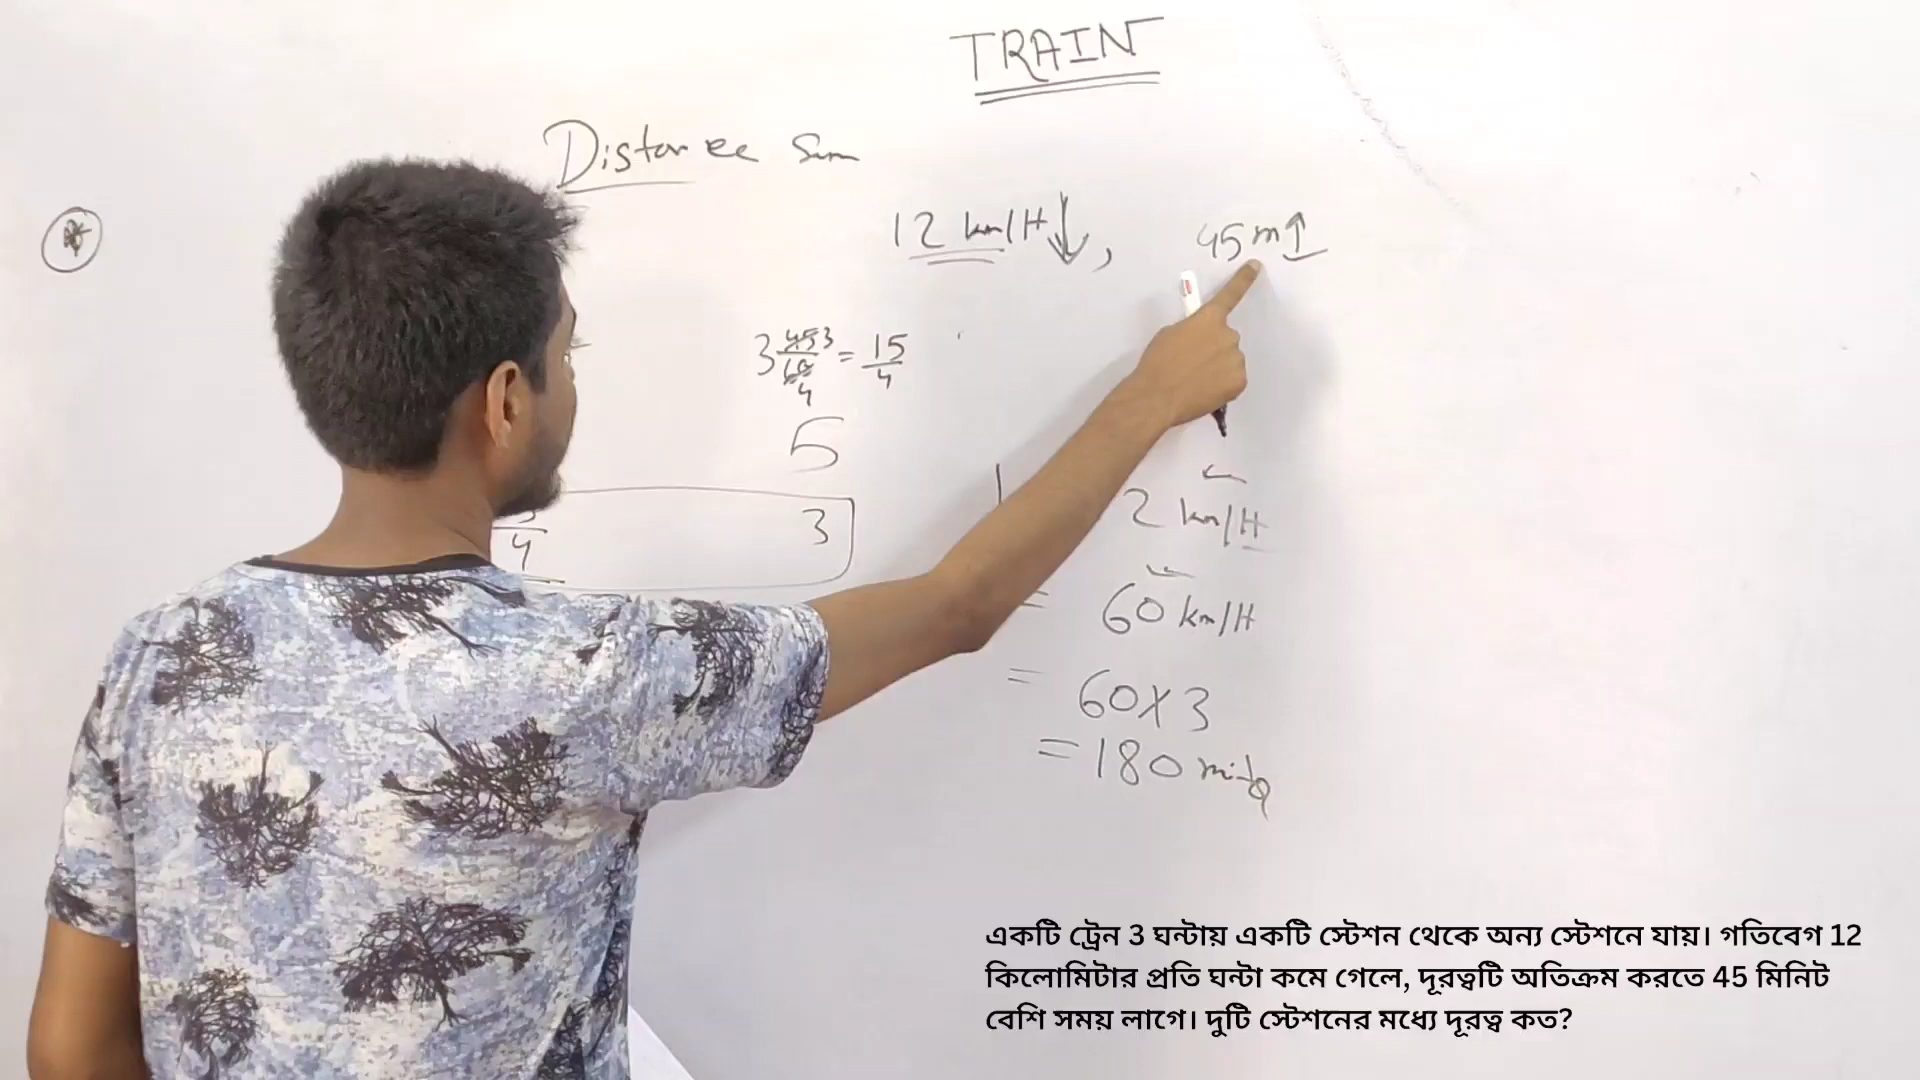 TRAIN
Distance Sum
12 km/H↓, 45 m↑
3 45/60 3/4 = 15/4
5
3
4
2 km/H
= 60 km/H
= 60 X 3
= 180
একটি ট্রেন 3 ঘন্টায় একটি স্টেশন থেকে অন্য স্টেশনে যায়। গতিবেগ 12
কিলোমিটার প্রতি ঘন্টা কমে গেলে, দূরত্বটি অতিক্রম করতে 45 মিনিট
বেশি সময় লাগে। দুটি স্টেশনের মধ্যে দূরত্ব কত?